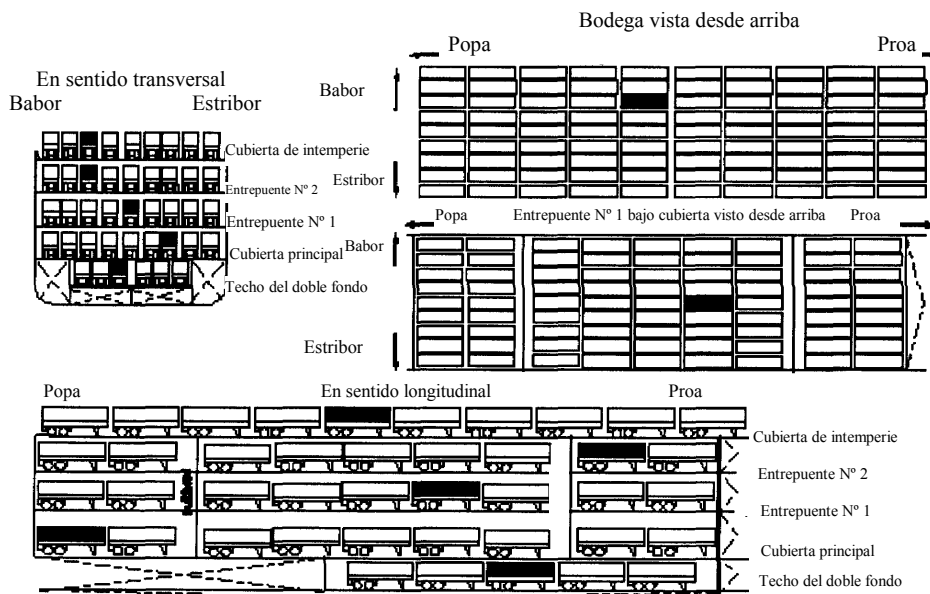 Bodega vista desde arriba
Popa
Proa
En sentido transversal
Babor
Estribor
Babor
Cubierta de intemperie
Entrepuente Nº 2
Estribor
Entrepuente Nº 1
Popa
Entrepuente Nº 1 bajo cubierta visto desde arriba
Proa
Cubierta principal
Babor
Techo del doble fondo
Estribor
Popa
En sentido longitudinal
Proa
Cubierta de intemperie
Entrepuente Nº 2
Entrepuente Nº 1
Cubierta principal
Techo del doble fondo